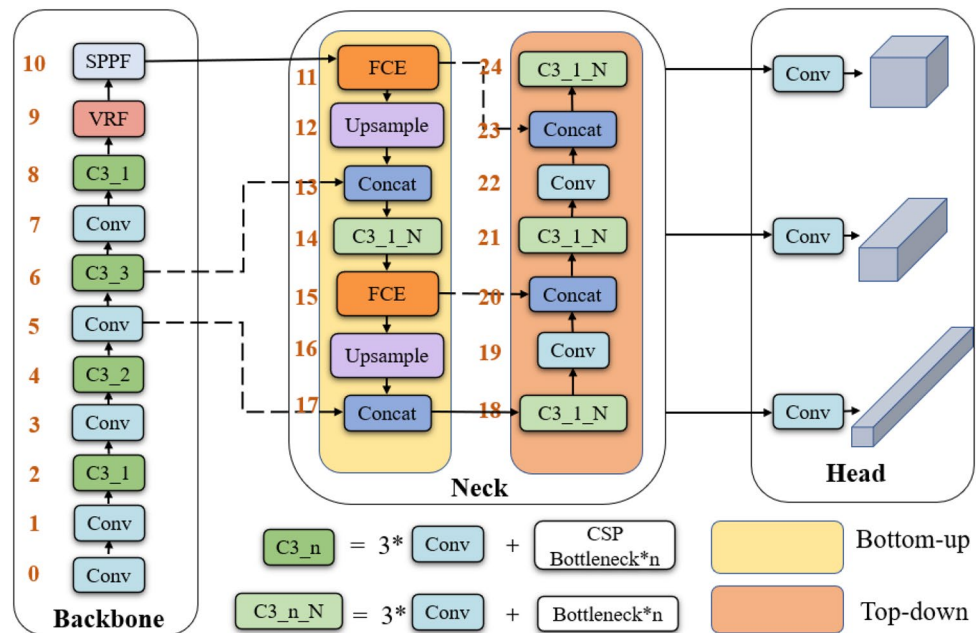 10 SPPF
9 VRF
8 C3_1
7 Conv
6 C3_3
5 Conv
4 C3_2
3 Conv
2 C3_1
1 Conv
0 Conv
Backbone
11 FCE
12 Upsample
13 Concat
14 C3_1_N
15 FCE
16 Upsample
17 Concat
24 C3_1_N
23 Concat
22 Conv
21 C3_1_N
20 Concat
19 Conv
18 C3_1_N
Neck
Conv
Conv
Conv
Head
C3_n = 3* Conv + CSP
Bottleneck*n
Bottom-up
C3_n_N = 3* Conv + Bottleneck*n
Top-down